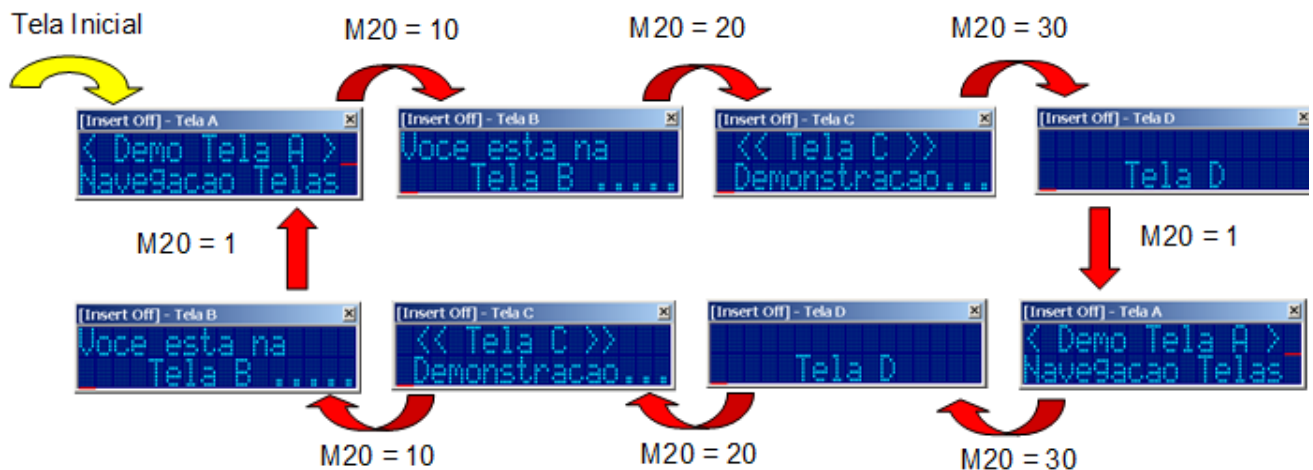 Tela Inicial
M20 = 10
M20 = 20
M20 = 30
[Insert Off] - Tela A
< Demo Tela A >
Navegacao Telas
[Insert Off] - Tela B
Voce esta na
Tela B .....
[Insert Off] - Tela C
<< Tela C >>
Demonstracao...
[Insert Off] - Tela D
Tela D
M20 = 1
M20 = 1
[Insert Off] - Tela B
Voce esta na
Tela B .....
[Insert Off] - Tela C
<< Tela C >>
Demonstracao...
[Insert Off] - Tela D
Tela D
[Insert Off] - Tela A
< Demo Tela A >
Navegacao Telas
M20 = 10
M20 = 20
M20 = 30